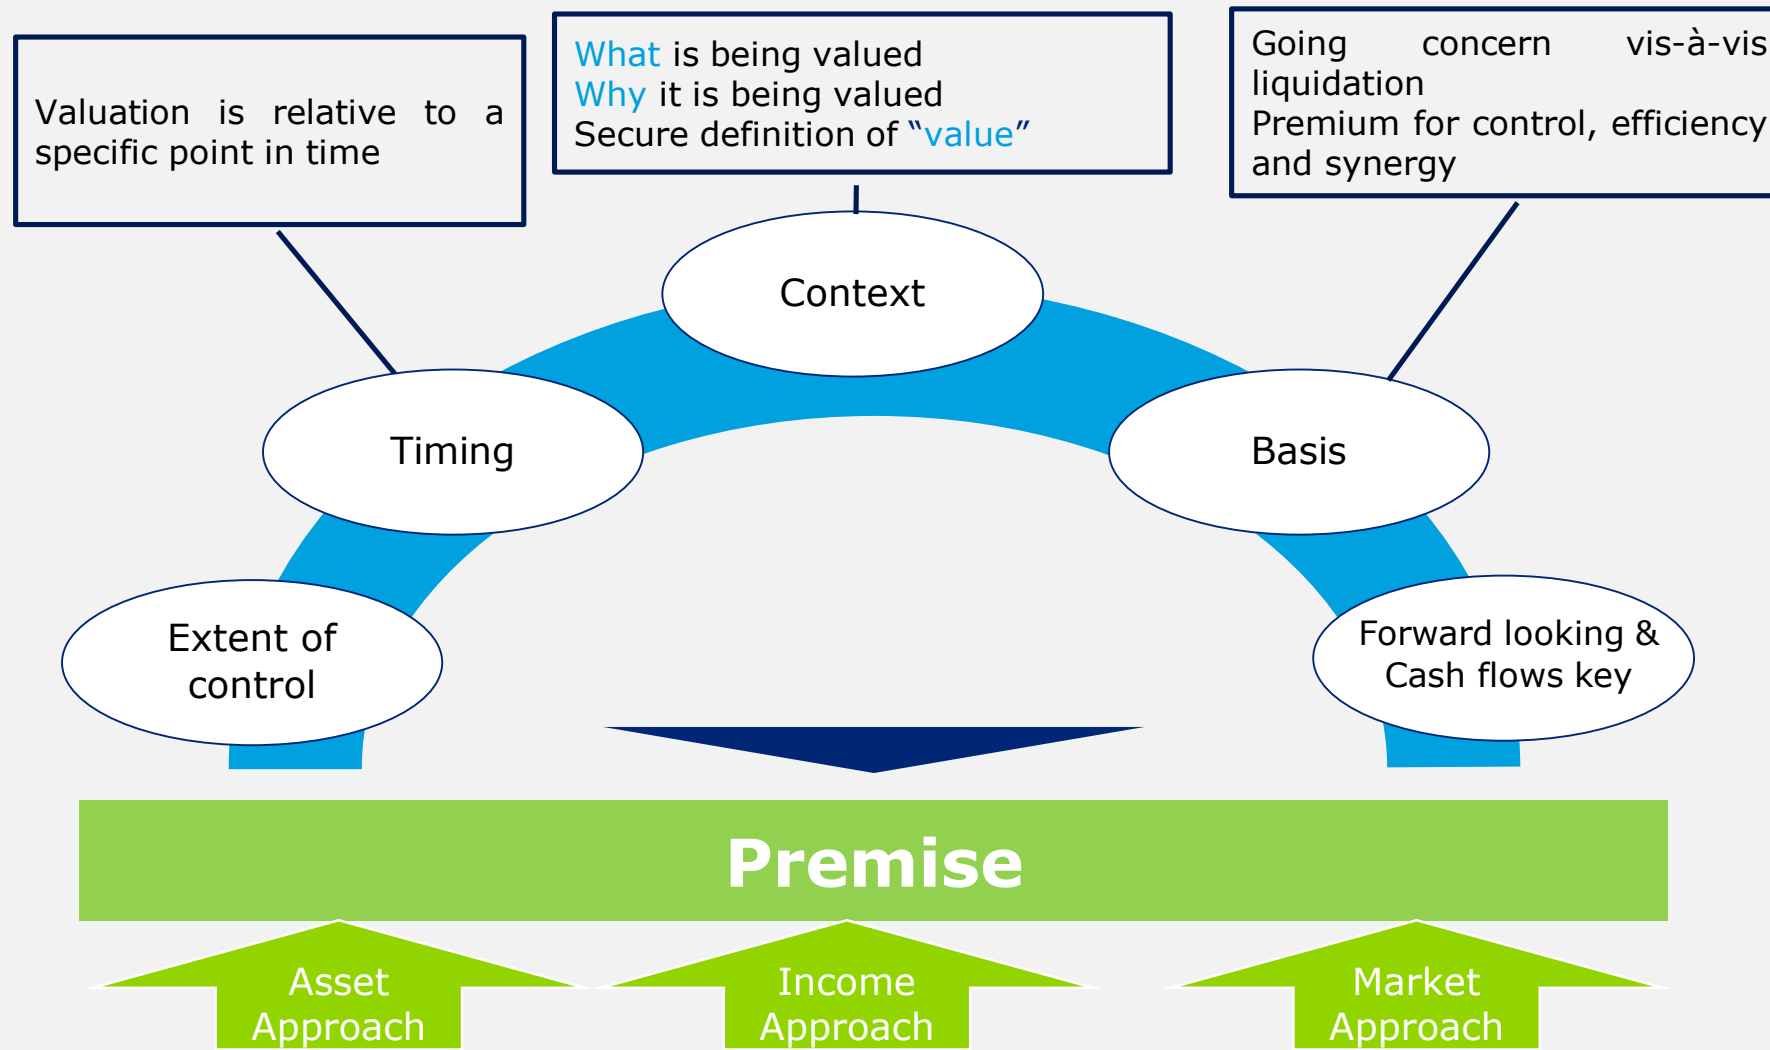 Valuation is relative to a
specific point in time
What is being valued
Why it is being valued
Secure definition of “value”
Going concern vis-à-vis
liquidation
Premium for control, efficiency
and synergy
Context
Timing
Basis
Extent of
control
Forward looking &
Cash flows key
Premise
Asset
Approach
Income
Approach
Market
Approach